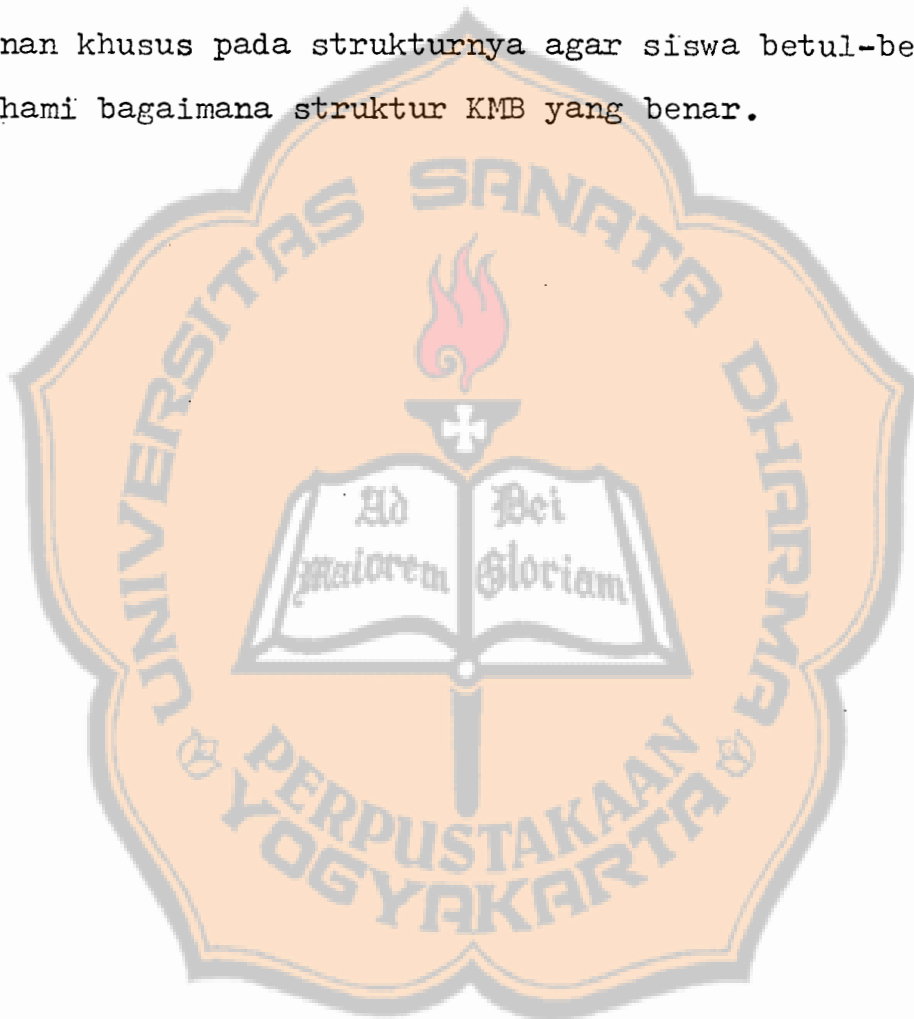 nan khusus pada strukturnya agar siswa betul-be
hami bagaimana struktur KMB yang benar.
UNIVERSITAS SANATA DHARMA
Ad Dei
Maiorem Gloriam
PERPUSTAKAAN
YOGYAKARTA